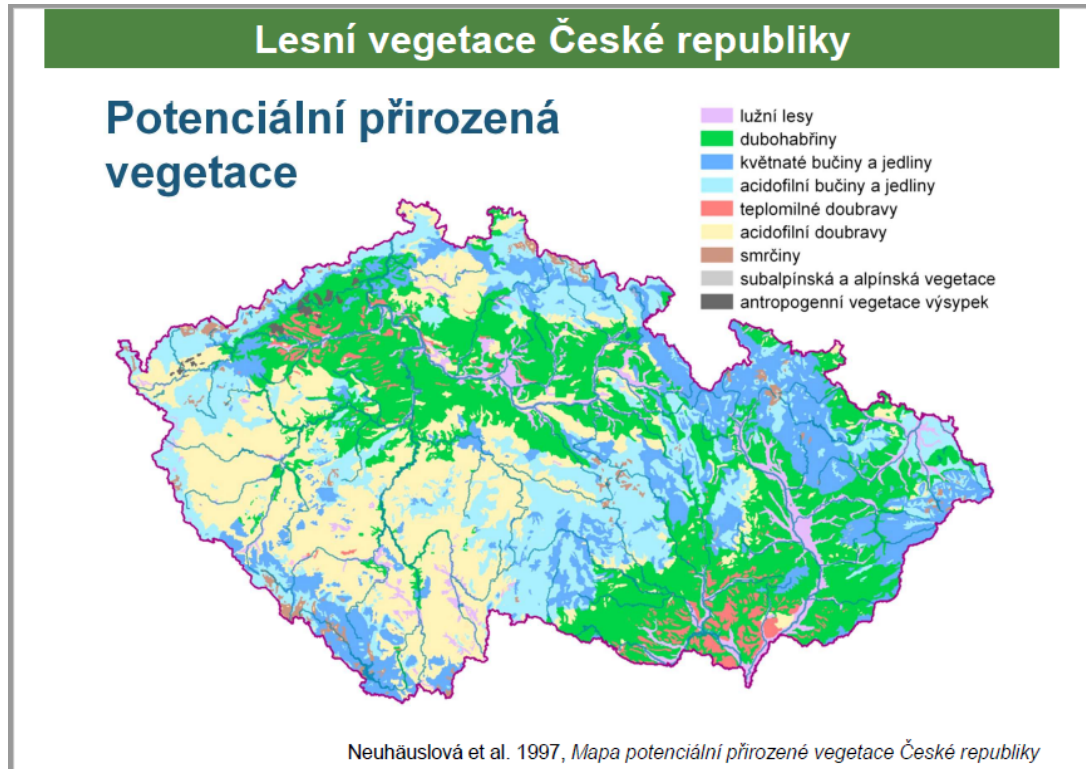 Lesní vegetace České republiky
Potenciální přirozená
vegetace
lužní lesy
dubohabřiny
květnaté bučiny a jedliny
acidofilní bučiny a jedliny
teplomilné doubravy
acidofilní doubravy
smrčiny
subalpínská a alpínská vegetace
antropogenní vegetace výsypek
Neuhäuslová et al. 1997, Mapa potenciální přirozené vegetace České republiky